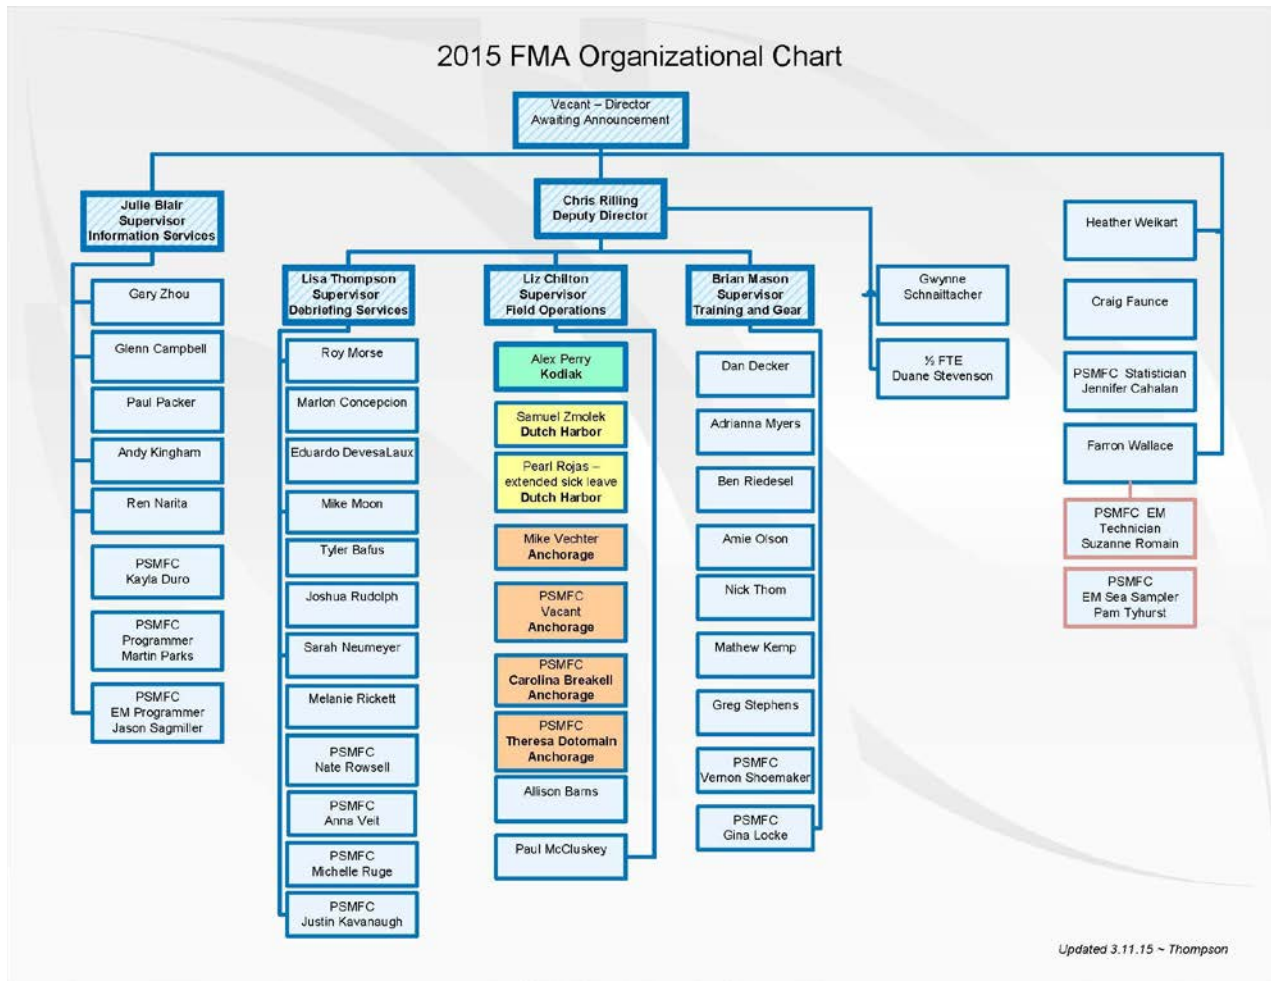 2015 FMA Organizational Chart
Vacant – Director
Awaiting Announcement
Julie Blair
Supervisor
Information Services
Gary Zhou
Glenn Campbell
Paul Packer
Andy Kingham
Ren Narita
PSMFC
Kayla Duro
PSMFC
Programmer
Martin Parks
PSMFC
EM Programmer
Jason Sagmiller
Chris Rilling
Deputy Director
Lisa Thompson
Supervisor
Debriefing Services
Roy Morse
Marlon Concepcion
Eduardo DevesaLaux
Mike Moon
Tyler Bafus
Joshua Rudolph
Sarah Neumeyer
Melanie Rickett
PSMFC
Nate Rowsell
PSMFC
Anna Veit
PSMFC
Michelle Ruge
PSMFC
Justin Kavanaugh
Liz Chilton
Supervisor
Field Operations
Alex Perry
Kodiak
Samuel Zmolek
Dutch Harbor
Pearl Rojas –
extended sick leave
Dutch Harbor
Mike Vechter
Anchorage
PSMFC
Vacant
Anchorage
PSMFC
Carolina Breakell
Anchorage
PSMFC
Theresa Dotomain
Anchorage
Allison Barns
Paul McCluskey
Brian Mason
Supervisor
Training and Gear
Dan Decker
Adrianna Myers
Ben Riedesel
Amie Olson
Nick Thom
Mathew Kemp
Greg Stephens
PSMFC
Vernon Shoemaker
PSMFC
Gina Locke
Gwynne
Schnaittacher
½ FTE
Duane Stevenson
Heather Weikart
Craig Faunce
PSMFC Statistician
Jennifer Cahalan
Farron Wallace
PSMFC EM
Technician
Suzanne Romain
PSMFC
EM Sea Sampler
Pam Tyhurst
Updated 3.11.15 ~ Thompson